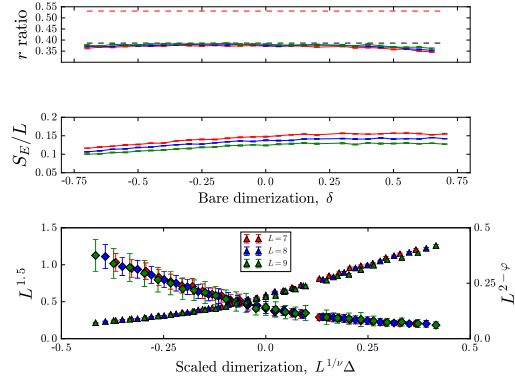 0.55
0.50
0.45
0.40
0.35
r ratio
0.2
0.15
0.1
0.05
S_E/L
-0.75 -0.5 -0.25 0.0 0.25 0.5 0.75
Bare dimerization, δ
1.5
1.0
0.5
0.0
L^{1.5}
L=7
L=8
L=9
0.5
0.25
0.0
L^{2-φ}
-0.5 -0.25 0.0 0.25 0.5
Scaled dimerization, L^{1/ν}Δ